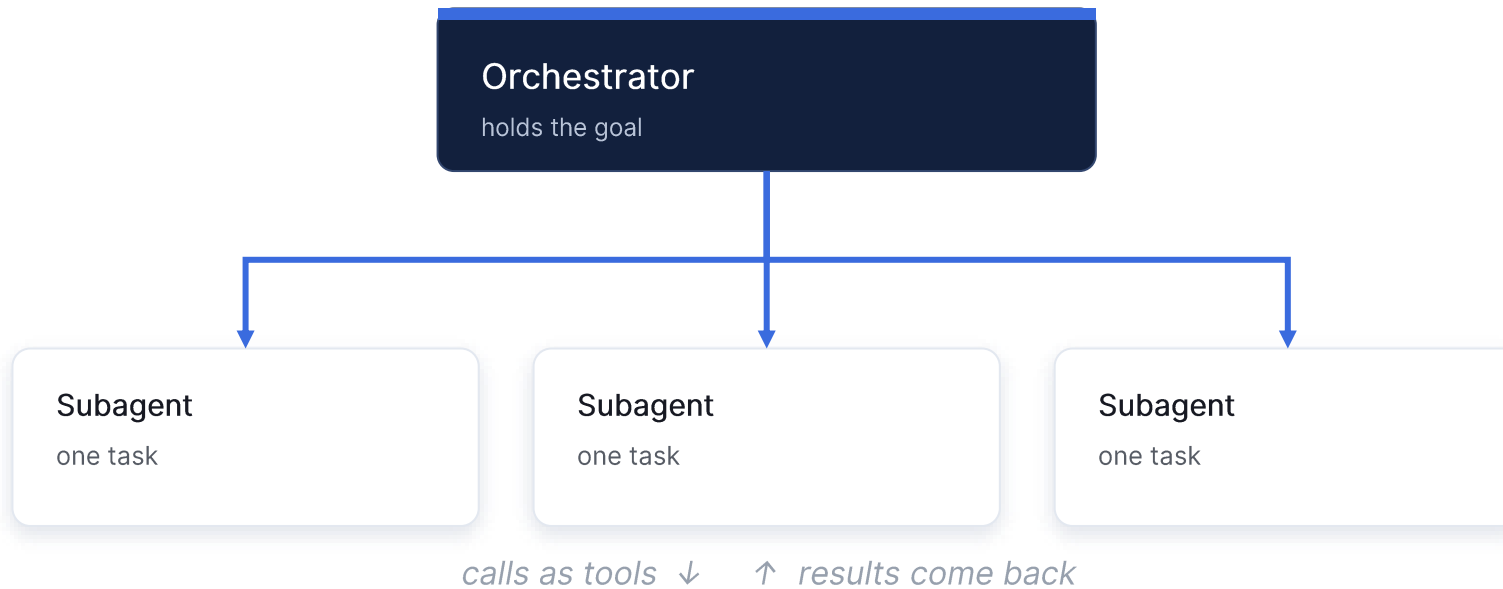 Orchestrator
holds the goal
Subagent
one task
Subagent
one task
Subagent
one task
calls as tools ↓ ↑ results come back